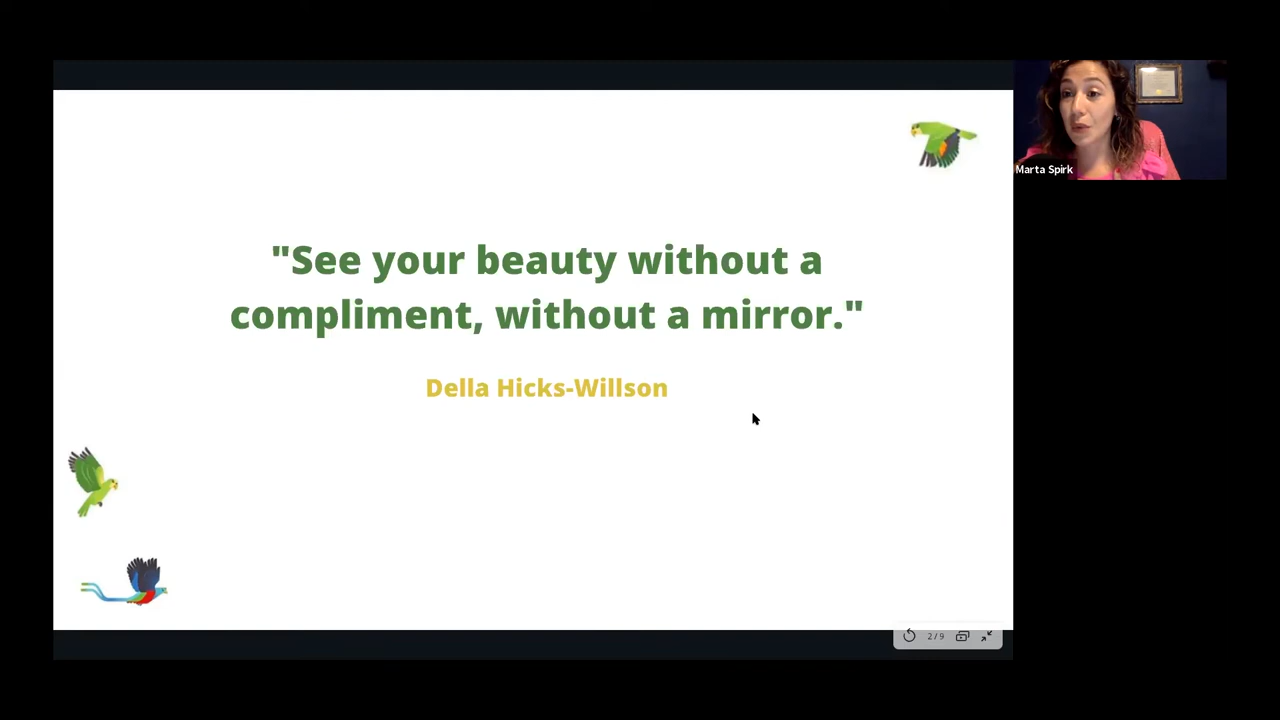 "See your beauty without a
compliment, without a mirror."
Della Hicks-Willson
Marta Spirk
2/9